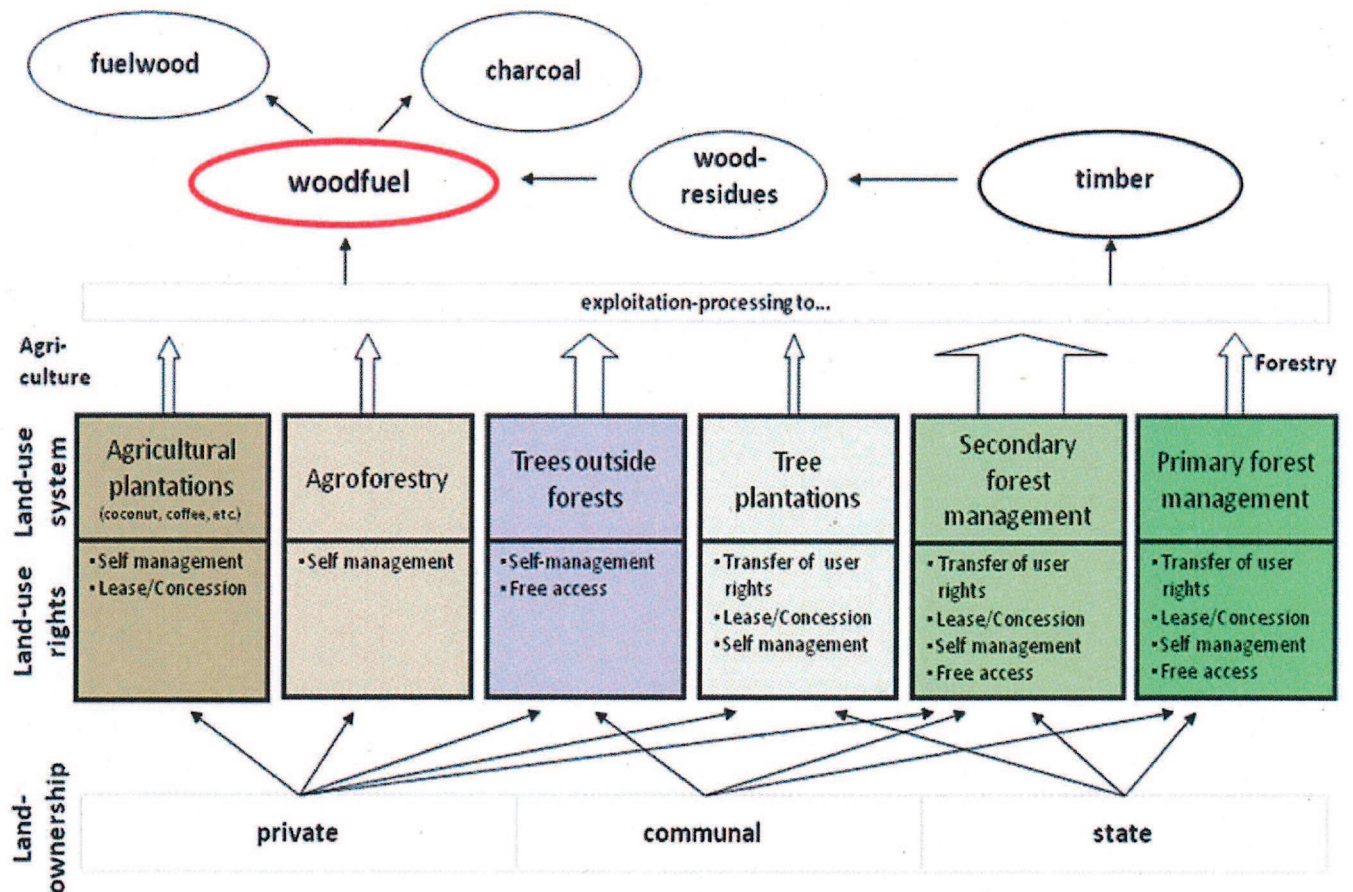 fuelwood
charcoal
woodfuel
wood-
residues
timber
exploitation-processing to...
Agri-
culture
Forestry
Land-use
system
Agricultural
plantations
(coconut, coffee, etc.)
Agroforestry
Trees outside
forests
Tree
plantations
Secondary
forest
management
Primary forest
management
Land-use
rights
• Self management
• Lease/Concession
• Self management
• Self-management
• Free access
• Transfer of user
rights
• Lease/Concession
• Self management
• Transfer of user
rights
• Lease/Concession
• Self management
• Free access
• Transfer of user
rights
• Lease/Concession
• Self management
• Free access
Land-
ownership
private
communal
state